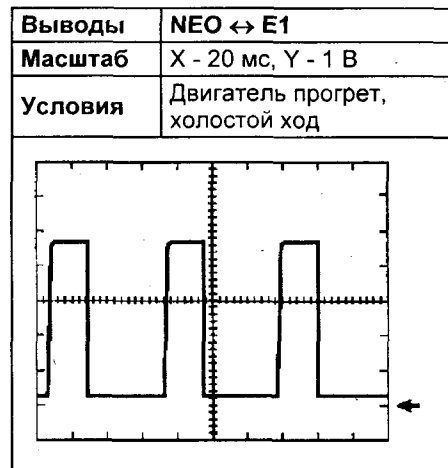 Выводы NEO ↔ E1
Масштаб X - 20 мс, Y - 1 В
Условия Двигатель прогрет,
холостой ход